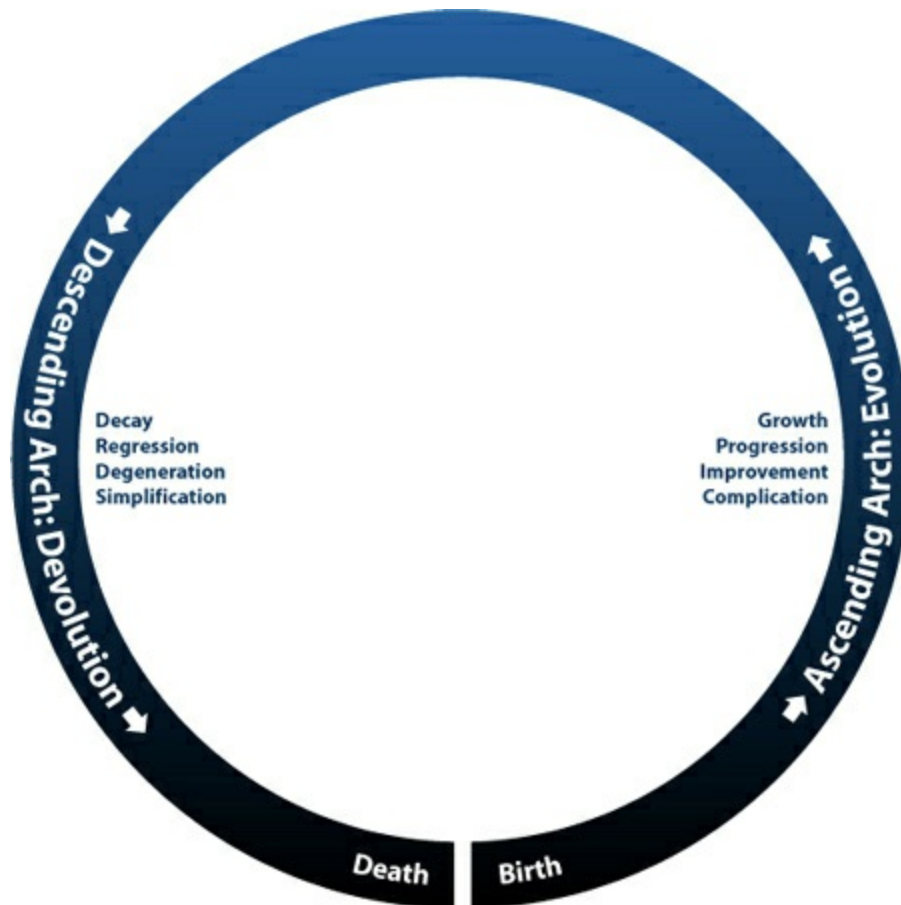 Descending Arch: Devolution
Decay
Regression
Degeneration
Simplification
Growth
Progression
Improvement
Complication
Ascending Arch: Evolution
Death
Birth